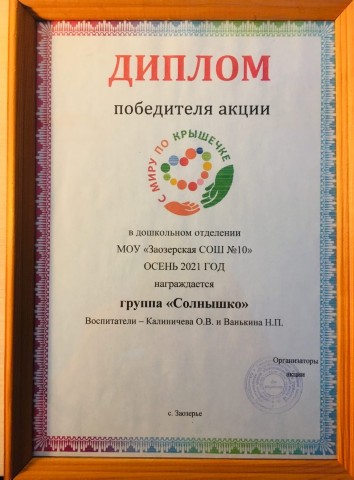 ДИПЛОМ
победителя акции
С МИРУ ПО КРЫШЕЧКЕ
в дошкольном отделении
МОУ «Заозерская СОШ №10»
ОСЕНЬ 2021 ГОД
награждается
группа «Солнышко»
Воспитатели – Калиничева О.В. и Ванькина Н.П.
Организаторы
акции
с. Заозерье